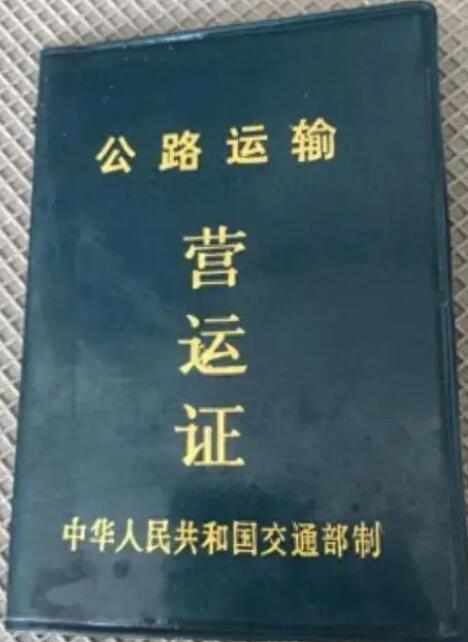 公路运输
营
运
证
中华人民共和国交通部制